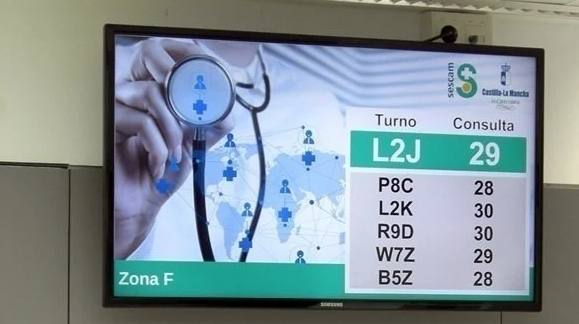 sescam
Castilla-La Mancha
Turno Consulta
L2J 29
P8C 28
L2K 30
R9D 30
W7Z 29
B5Z 28
Zona F
SAMSUNG